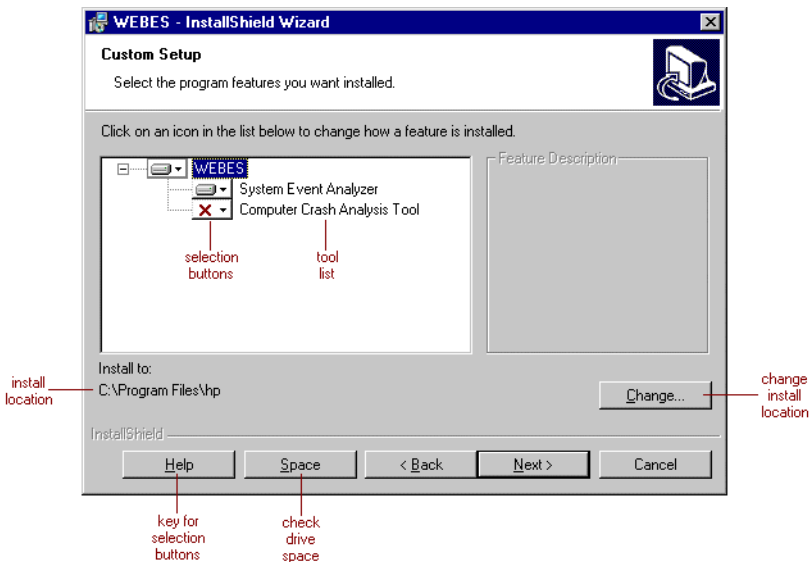 WEBES - InstallShield Wizard
Custom Setup
Select the program features you want installed.
Click on an icon in the list below to change how a feature is installed.
WEBES
System Event Analyzer
Computer Crash Analysis Tool
Feature Description
selection
buttons
tool
list
Install to:
C:\Program Files\hp
install
location
Change...
change
install
location
InstallShield
Help
Space
< Back
Next >
Cancel
key for
selection
buttons
check
drive
space